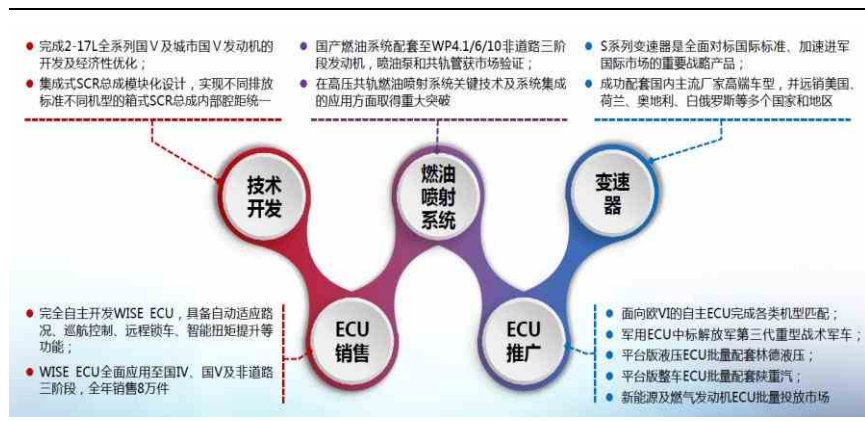 完成2-17L全系列国Ⅴ及城市国Ⅴ发动机的
开发及经济性优化；
集成式SCR总成模块化设计，实现不同排放
标准不同机型的箱式SCR总成内部腔距统一
国产燃油系统配套至WP4.1/6/10非道路三阶
段发动机，喷油泵和共轨管获市场验证；
在高压共轨燃油喷射系统关键技术及系统集成
的应用方面取得重大突破
S系列变速器是全面对标国际标准、加速进军
国际市场的重要战略产品；
成功配套国内主流厂家高端车型，并远销美国、
荷兰、奥地利、白俄罗斯等多个国家和地区
技术
开发
燃油
喷射
系统
变速
器
ECU
销售
ECU
推广
完全自主开发WISE ECU，具备自动适应路
况、巡航控制、远程锁车、智能扭矩提升等
功能；
WISE ECU全面应用至国IV、国V及非道路
三阶段，全年销售8万件
面向欧VI的自主ECU完成各类机型匹配；
军用ECU中标解放军第三代重型战术军车；
平台版液压ECU批量配套林德液压；
平台版整车ECU批量配套陕重汽；
新能源及燃气发动机ECU批量投放市场